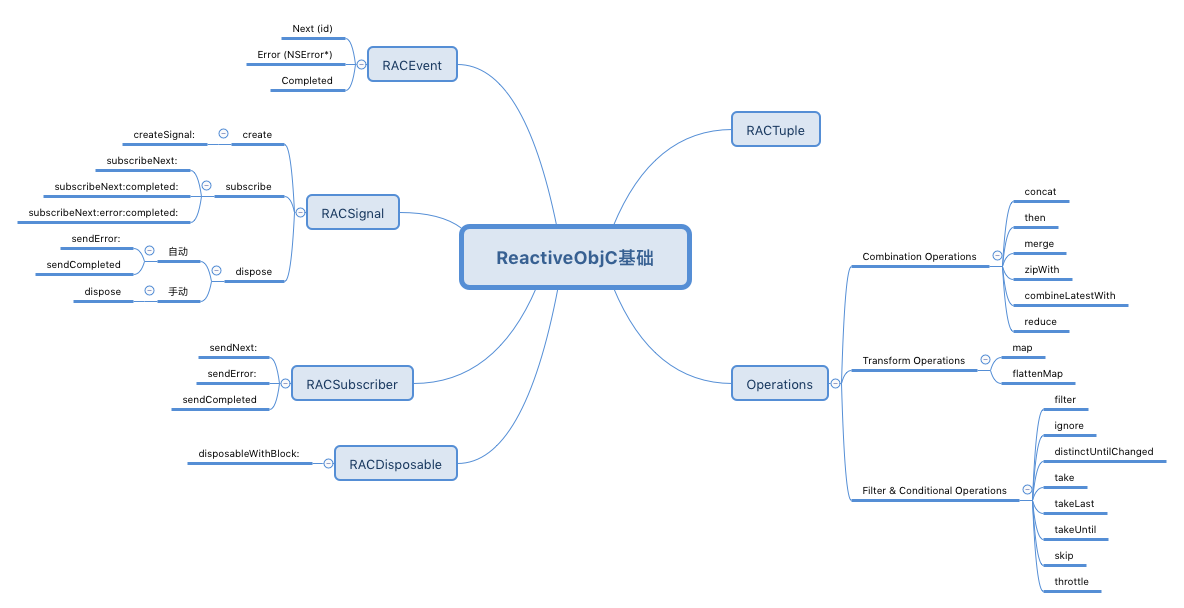 ReactiveObjC基础
RACEvent
Next (id)
Error (NSError*)
Completed
RACSignal
create
createSignal:
subscribe
subscribeNext:
subscribeNext:completed:
subscribeNext:error:completed:
dispose
自动
sendError:
sendCompleted
手动
dispose
RACSubscriber
sendNext:
sendError:
sendCompleted
RACDisposable
disposableWithBlock:
RACTuple
Operations
Combination Operations
concat
then
merge
zipWith
combineLatestWith
reduce
Transform Operations
map
flattenMap
Filter & Conditional Operations
filter
ignore
distinctUntilChanged
take
takeLast
takeUntil
skip
throttle